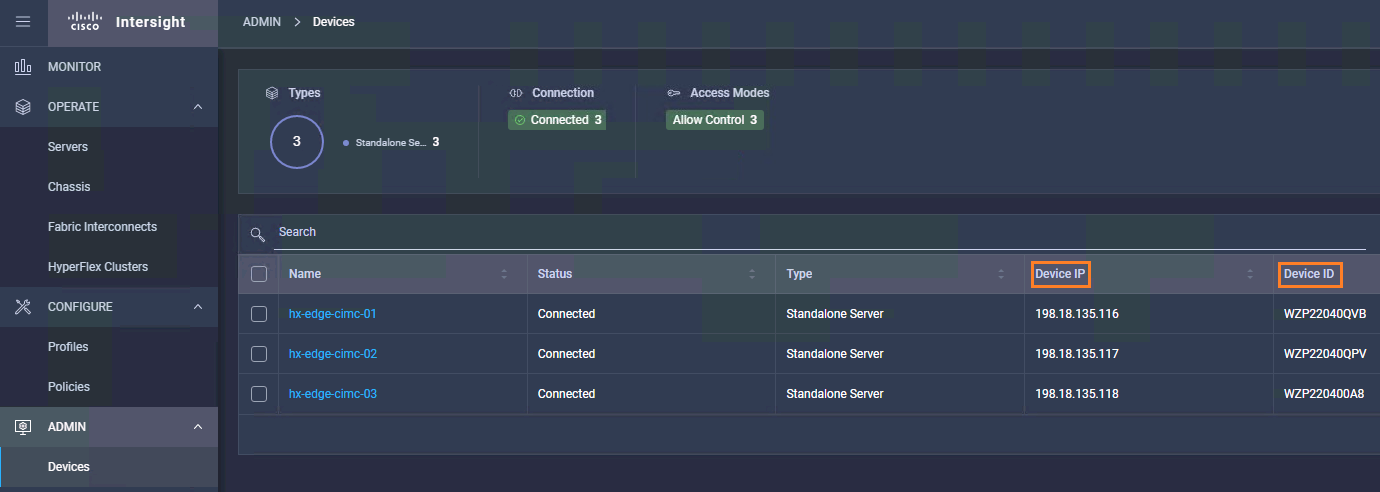 CISCO Intersight
ADMIN > Devices
MONITOR
OPERATE
Servers
Chassis
Fabric Interconnects
HyperFlex Clusters
CONFIGURE
Profiles
Policies
ADMIN
Devices
Types
3
Standalone Se... 3
Connection
Connected 3
Access Modes
Allow Control 3
Search
Name Status Type Device IP Device ID
hx-edge-cimc-01 Connected Standalone Server 198.18.135.116 WZP22040QVB
hx-edge-cimc-02 Connected Standalone Server 198.18.135.117 WZP22040QPV
hx-edge-cimc-03 Connected Standalone Server 198.18.135.118 WZP220400A8